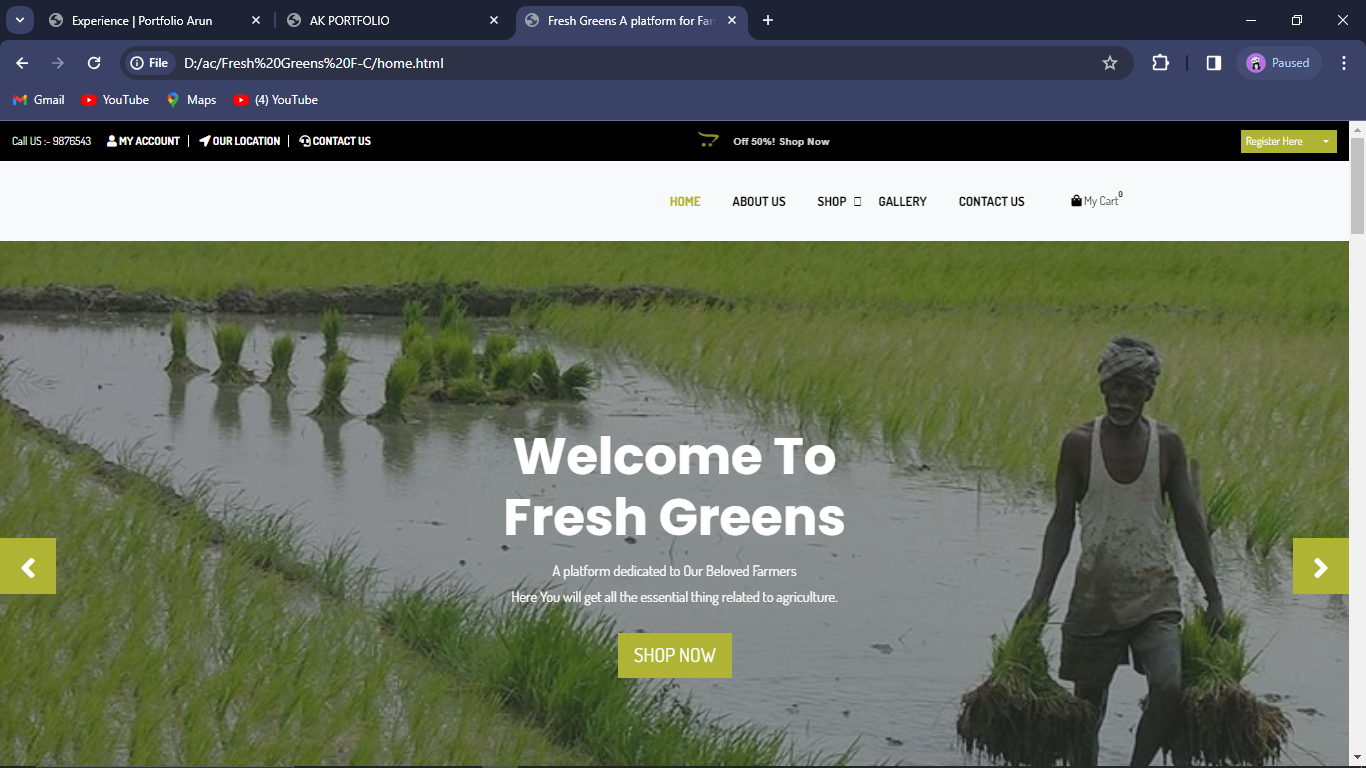 Experience | Portfolio Arun
AK PORTFOLIO
Fresh Greens A platform for Far
File D:/ac/Fresh%20Greens%20F-C/home.html
Paused
Gmail YouTube Maps (4) YouTube
Call US :- 9876543 MY ACCOUNT | OUR LOCATION | CONTACT US
Off 50%! Shop Now
Register Here
HOME ABOUT US SHOP GALLERY CONTACT US My Cart 0
Welcome To
Fresh Greens
A platform dedicated to Our Beloved Farmers
Here You will get all the essential thing related to agriculture.
SHOP NOW